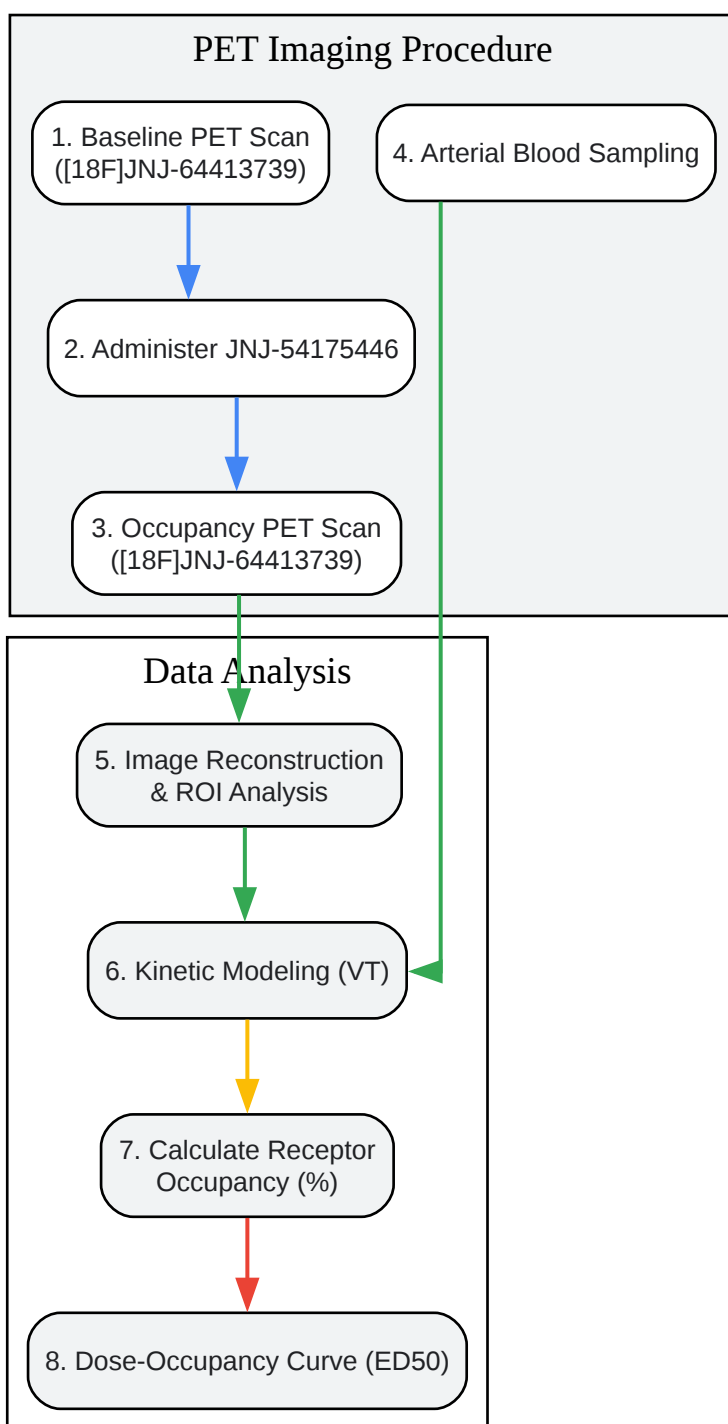 PET Imaging Procedure
1. Baseline PET Scan
([18F]JNJ-64413739)
4. Arterial Blood Sampling
2. Administer JNJ-54175446
3. Occupancy PET Scan
([18F]JNJ-64413739)
Data Analysis
5. Image Reconstruction
& ROI Analysis
6. Kinetic Modeling (VT)
7. Calculate Receptor
Occupancy (%)
8. Dose-Occupancy Curve (ED50)